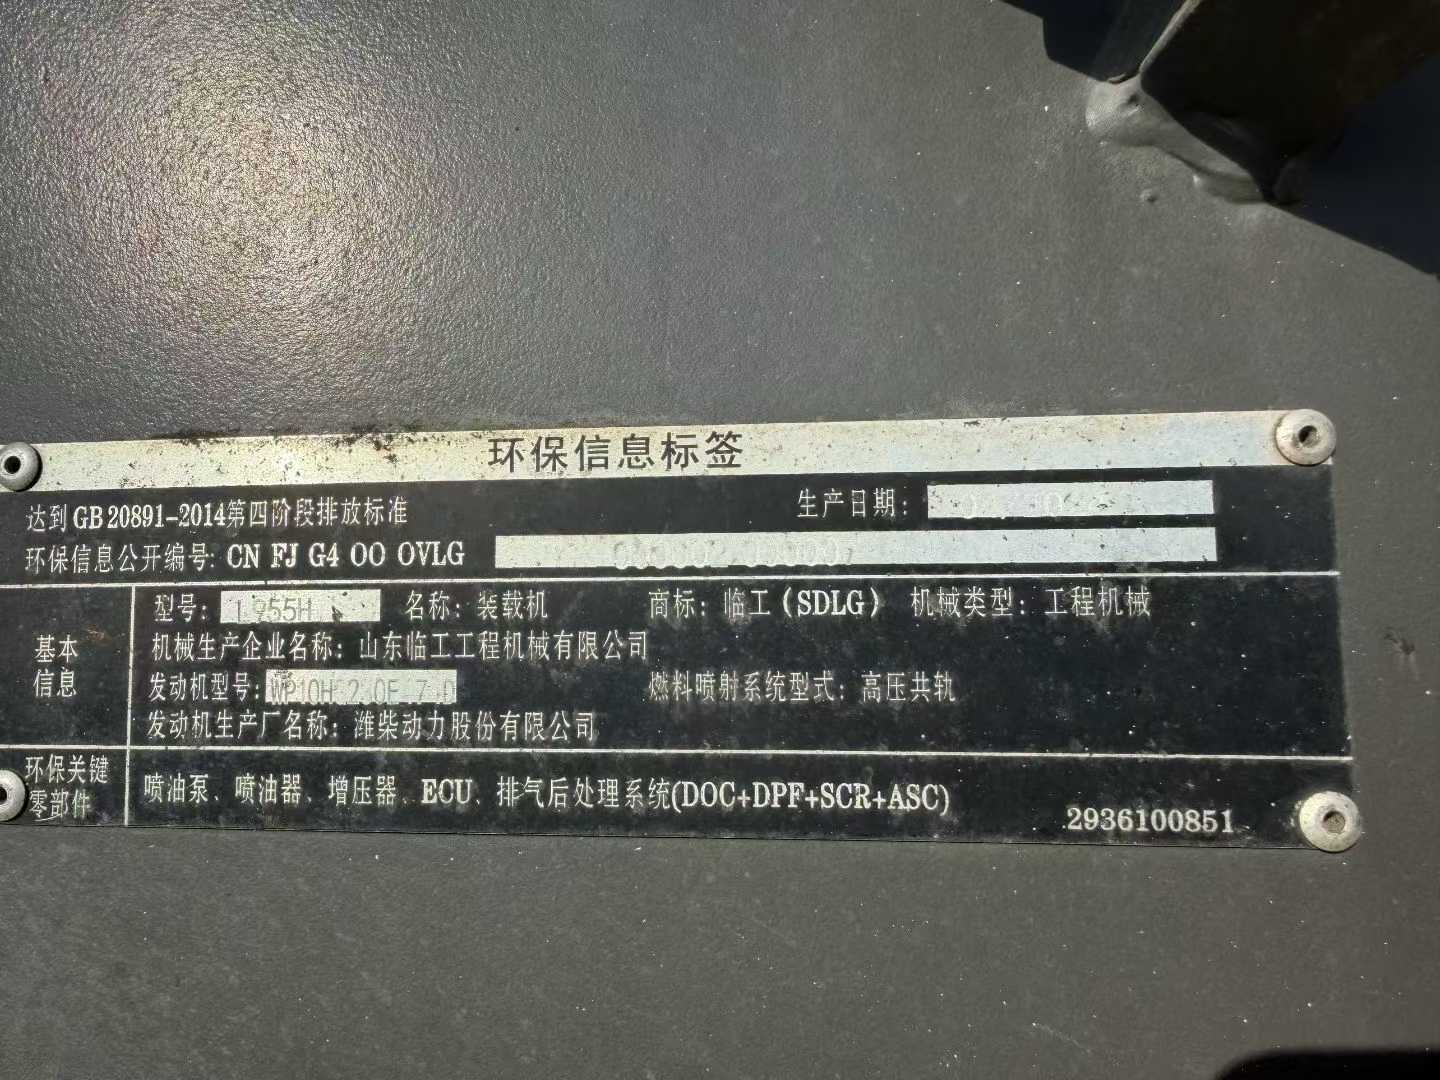 环保信息标签
达到GB 20891-2014第四阶段排放标准 生产日期:
环保信息公开编号: CN FJ G4 OO OVLG
基本信息
型号: L955H 名称: 装载机 商标: 临工(SDLG) 机械类型: 工程机械
机械生产企业名称: 山东临工工程机械有限公司
发动机型号: 燃料喷射系统型式: 高压共轨
发动机生产厂名称: 潍柴动力股份有限公司
环保关键零部件
喷油泵、喷油器、增压器、ECU、排气后处理系统(DOC+DPF+SCR+ASC)
2936100851